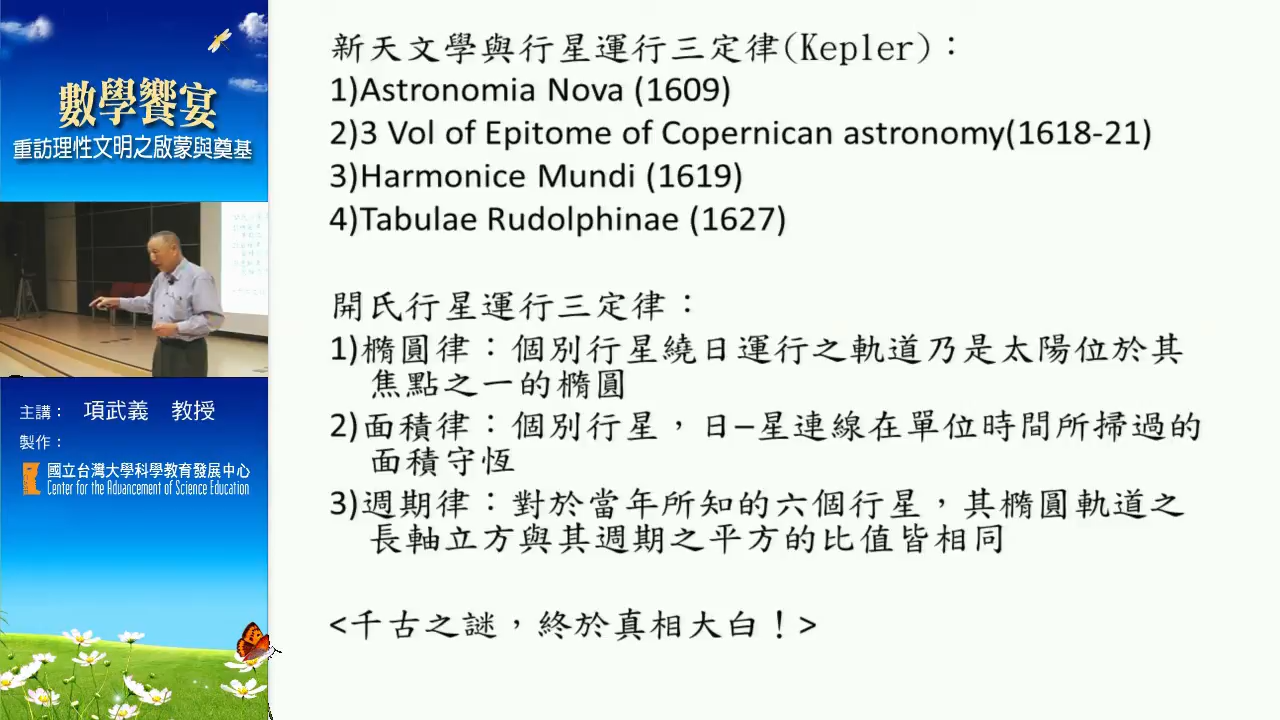 數學饗宴
重訪理性文明之啟蒙與奠基
主講： 項武義 教授
製作：
國立台灣大學科學教育發展中心
Center for the Advancement of Science Education
新天文學與行星運行三定律(Kepler)：
1)Astronomia Nova (1609)
2)3 Vol of Epitome of Copernican astronomy(1618-21)
3)Harmonice Mundi (1619)
4)Tabulae Rudolphinae (1627)
開氏行星運行三定律：
1)橢圓律：個別行星繞日運行之軌道乃是太陽位於其
焦點之一的橢圓
2)面積律：個別行星，日–星連線在單位時間所掃過的
面積守恆
3)週期律：對於當年所知的六個行星，其橢圓軌道之
長軸立方與其週期之平方的比值皆相同
<千古之謎，終於真相大白！>